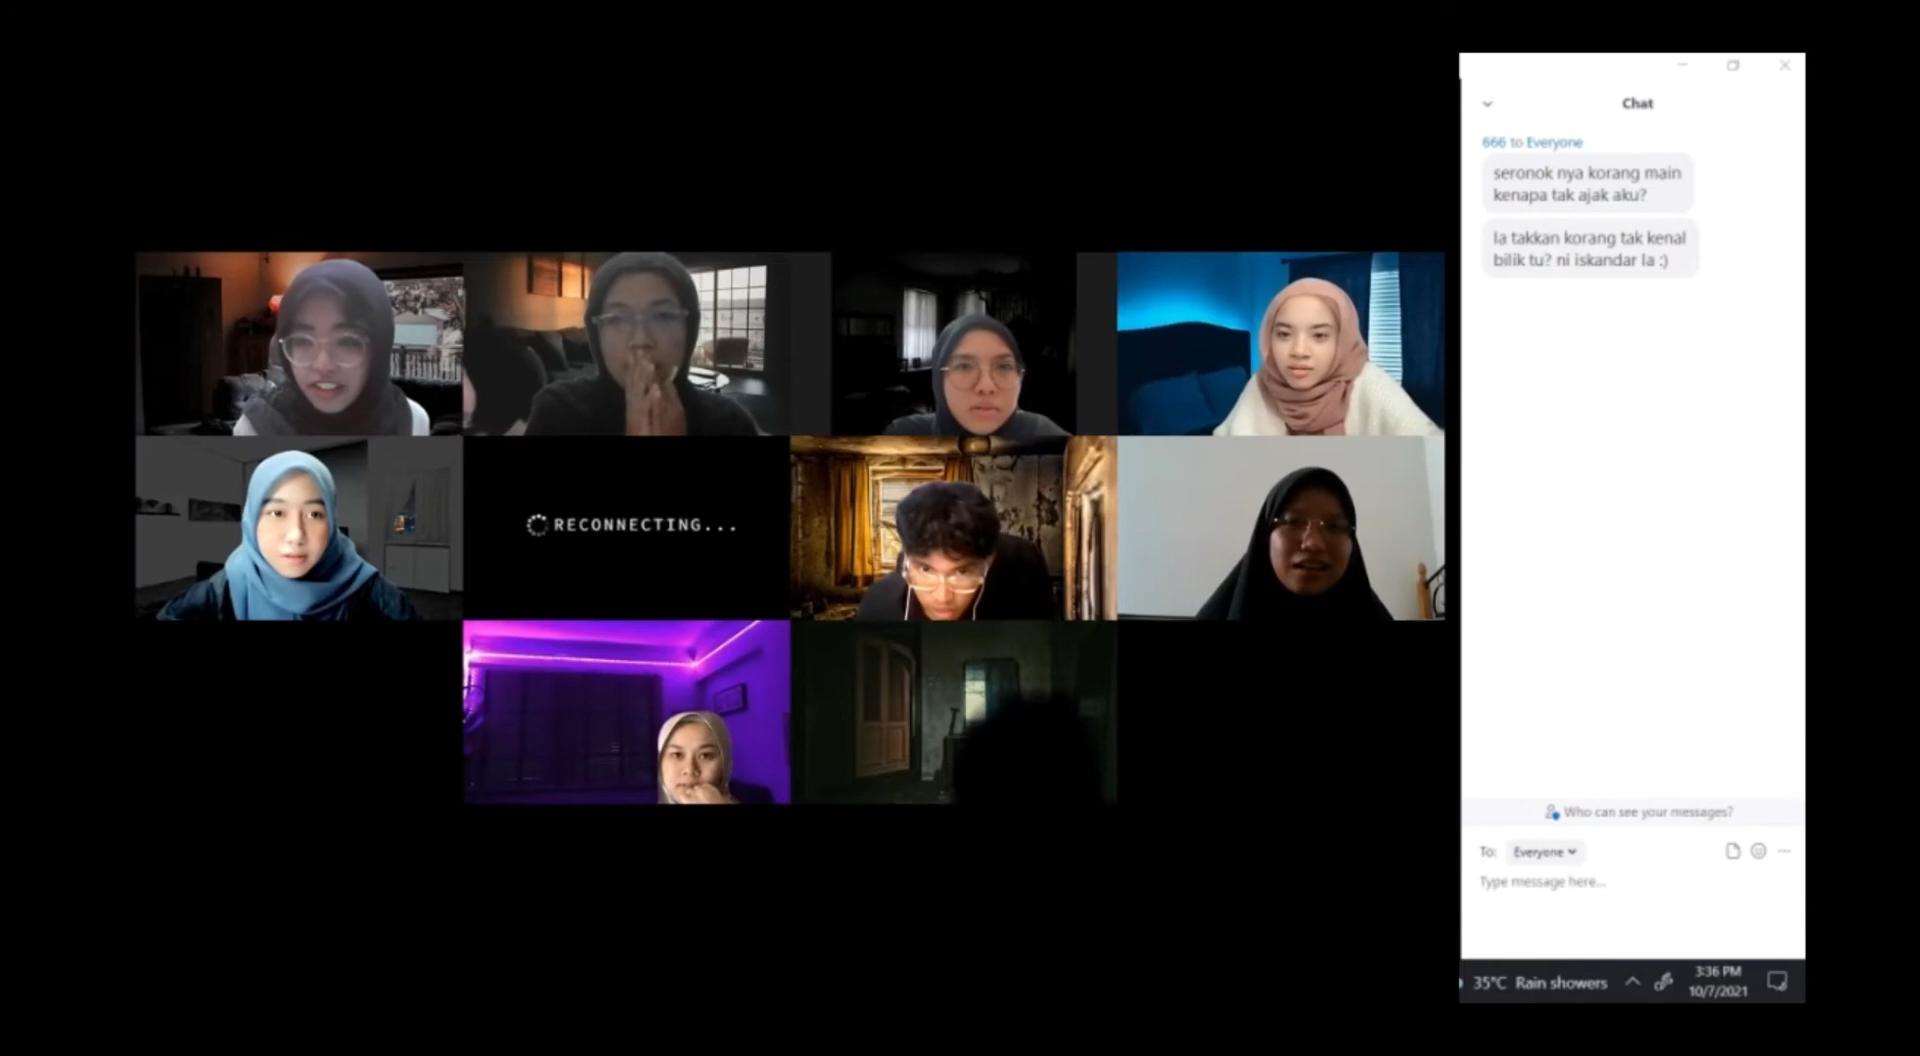 RECONNECTING...
Chat
666 to Everyone
seronok nya korang main
kenapa tak ajak aku?
la takkan korang tak kenal
bilik tu? ni iskandar la :)
Who can see your messages?
To: Everyone
Type message here...
35°C Rain showers
3:36 PM
10/7/2021